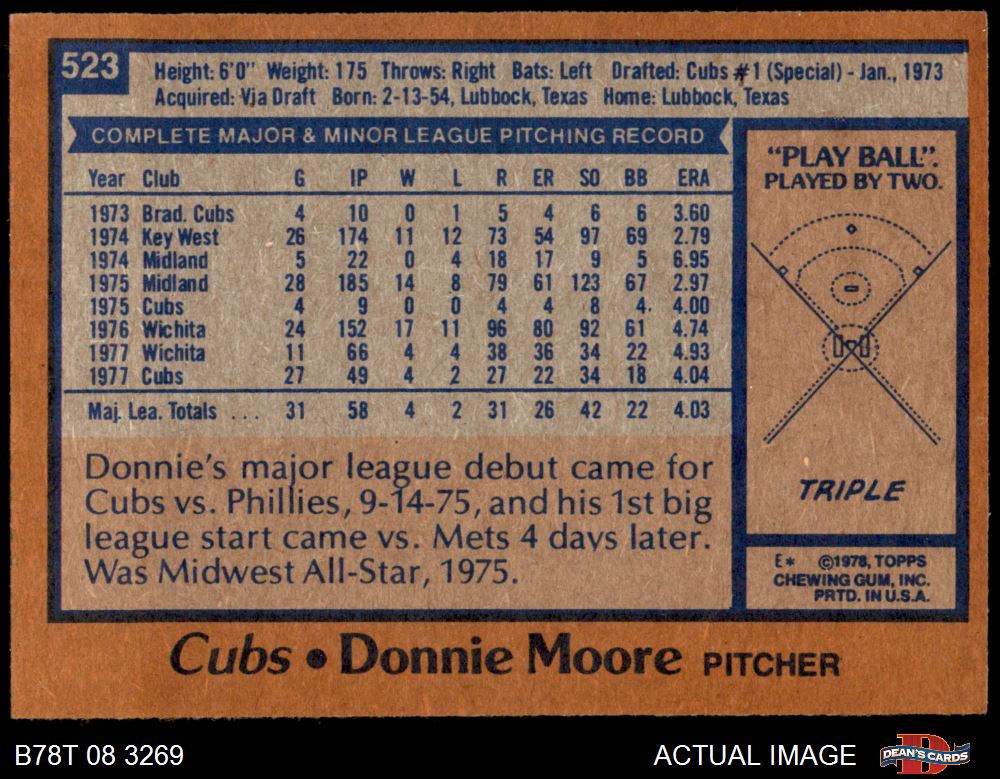 523
Height: 6'0" Weight: 175 Throws: Right Bats: Left Drafted: Cubs #1 (Special) - Jan., 1973
Acquired: Via Draft Born: 2-13-54, Lubbock, Texas Home: Lubbock, Texas
COMPLETE MAJOR & MINOR LEAGUE PITCHING RECORD
Year Club G IP W L R ER SO BB ERA
1973 Brad. Cubs 4 10 0 1 5 4 6 6 3.60
1974 Key West 26 174 11 12 73 54 97 69 2.79
1974 Midland 5 22 0 4 18 17 9 5 6.95
1975 Midland 28 185 14 8 79 61 123 67 2.97
1975 Cubs 4 9 0 0 4 4 8 4 4.00
1976 Wichita 24 152 17 11 96 80 92 61 4.74
1977 Wichita 11 66 4 4 38 36 34 22 4.93
1977 Cubs 27 49 4 2 27 22 34 18 4.04
Maj. Lea. Totals ... 31 58 4 2 31 26 42 22 4.03
Donnie's major league debut came for
Cubs vs. Phillies, 9-14-75, and his 1st big
league start came vs. Mets 4 days later.
Was Midwest All-Star, 1975.
"PLAY BALL".
PLAYED BY TWO.
TRIPLE
E* ©1978, TOPPS
CHEWING GUM, INC.
PRTD. IN U.S.A.
Cubs • Donnie Moore PITCHER
B78T 08 3269
ACTUAL IMAGE
DEAN'S CARDS